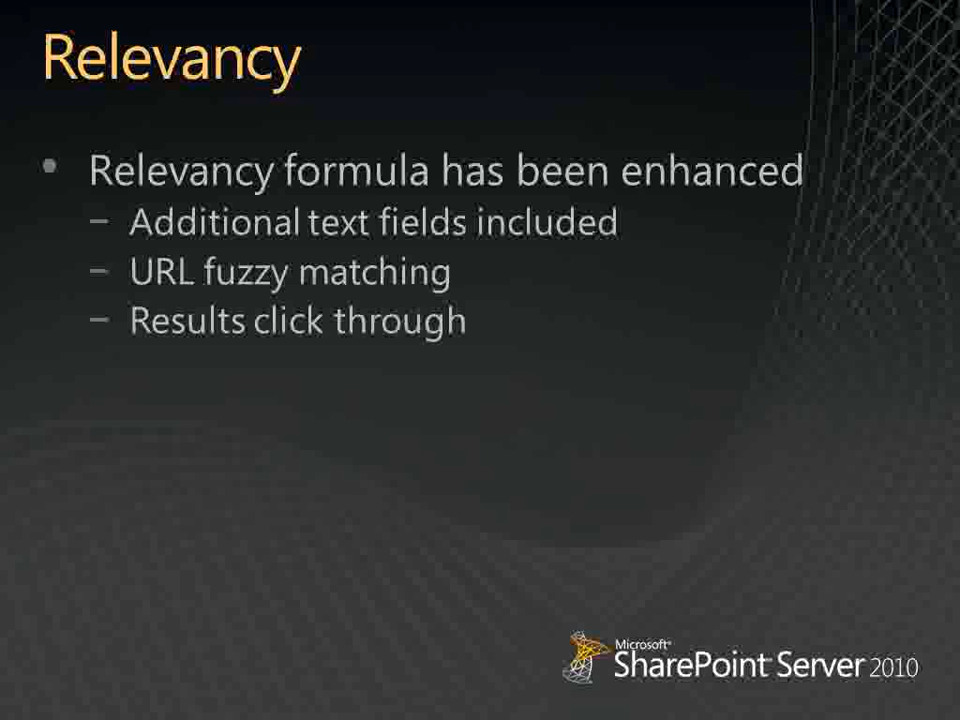 Relevancy
• Relevancy formula has been enhanced
– Additional text fields included
– URL fuzzy matching
– Results click through
Microsoft®
SharePoint Server 2010